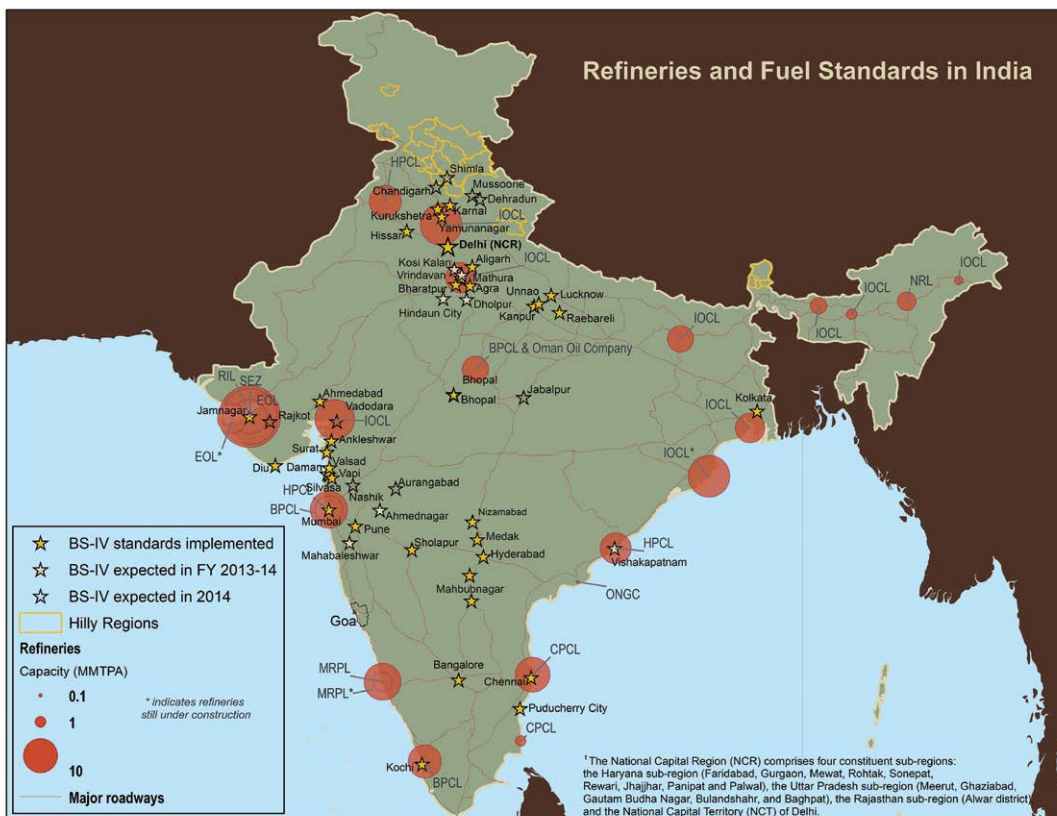 Refineries and Fuel Standards in India
HPCL
Shimla
Chandigarh
Mussoorie
Dehradun
Kurukshetra
Karnal
IOCL
Yamunanagar
Hissar
Delhi (NCR)
IOCL
Kosi Kalan
Aligarh
Vrindavan
Mathura
Bharatpur
Agra
Unnao
Lucknow
Hindaun City
Dholpur
Kanpur
Raebareli
IOCL
IOCL
NRL
IOCL
IOCL
BPCL & Oman Oil Company
Bhopal
Bhopal
Jabalpur
RIL
SEZ
EOL
Ahmedabad
Vadodara
Jamnagar
Rajkot
IOCL
IOCL
Kolkata
EOL*
Ankleshwar
Surat
IOCL*
Diu
Daman
Valsad
Vapi
Silvasa
Aurangabad
HPCL
Nashik
BPCL
Mumbai
Ahmednagar
Nizamabad
Pune
Medak
Mahabaleshwar
Sholapur
Hyderabad
HPCL
Vishakapatnam
Mahbubnagar
ONGC
Goa
MRPL
Bangalore
CPCL
Chennai
MRPL*
Puducherry City
CPCL
Kochi
BPCL
BS-IV standards implemented
BS-IV expected in FY 2013-14
BS-IV expected in 2014
Hilly Regions
Refineries
Capacity (MMTPA)
0.1
1
10
* indicates refineries
still under construction
Major roadways
¹The National Capital Region (NCR) comprises four constituent sub-regions:
the Haryana sub-region (Faridabad, Gurgaon, Mewat, Rohtak, Sonepat,
Rewari, Jhajjhar, Panipat and Palwal), the Uttar Pradesh sub-region (Meerut, Ghaziabad,
Gautam Budha Nagar, Bulandshahr, and Baghpat), the Rajasthan sub-region (Alwar district)
and the National Capital Territory (NCT) of Delhi.